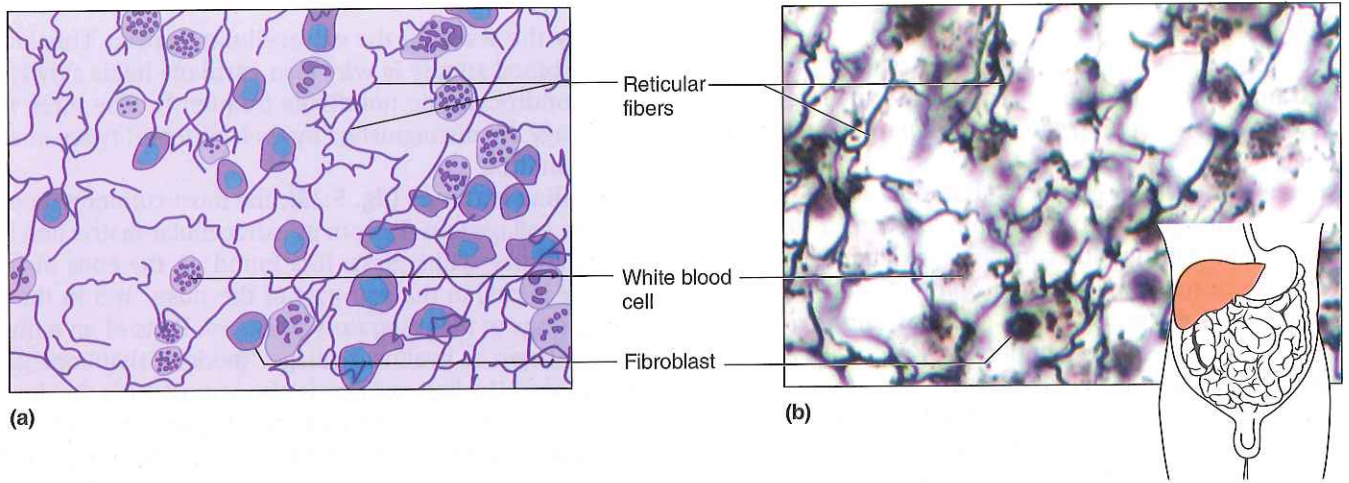 Reticular
fibers
White blood
cell
Fibroblast
(a)
(b)